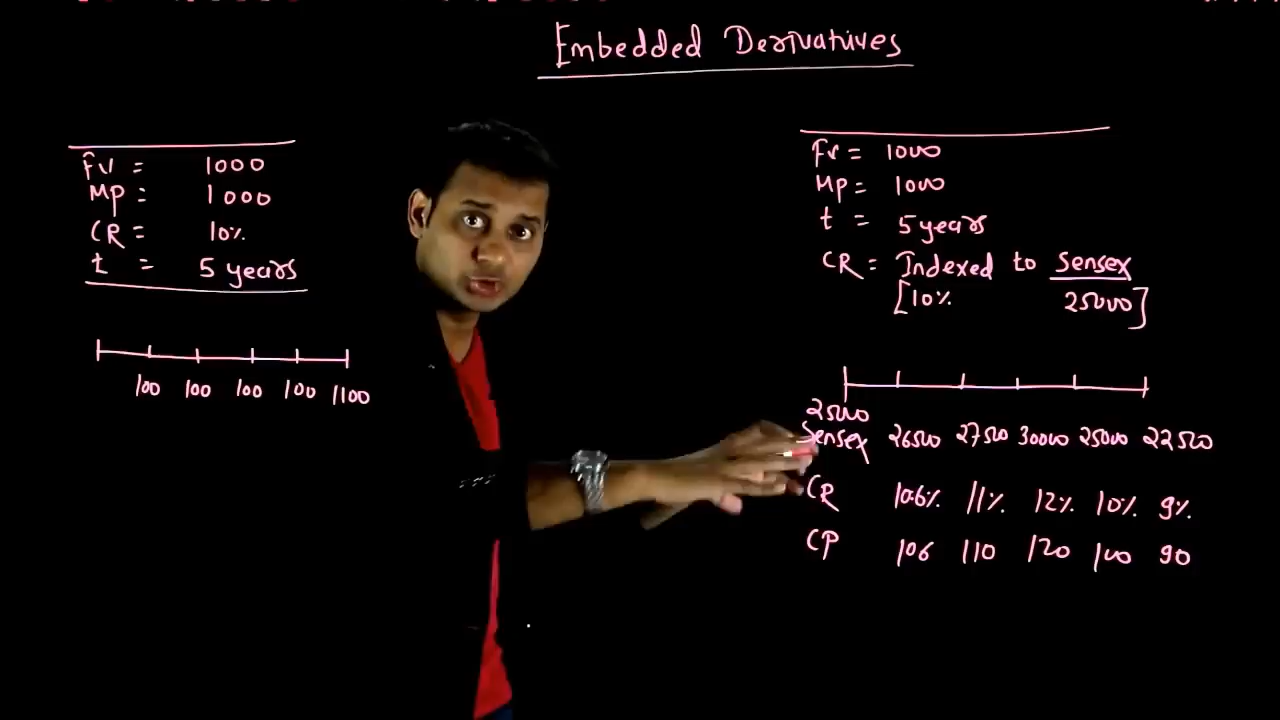 Embedded Derivatives
FV = 1000
MP = 1000
CR = 10%
t = 5 years
100 100 100 100 1100
FV = 1000
MP = 1000
t = 5 years
CR = Indexed to Sensex
[10% 25000]
25000
Sensex 26500 27500 30000 25000 22500
CR 10.6% 11% 12% 10% 9%
CP 106 110 120 100 90